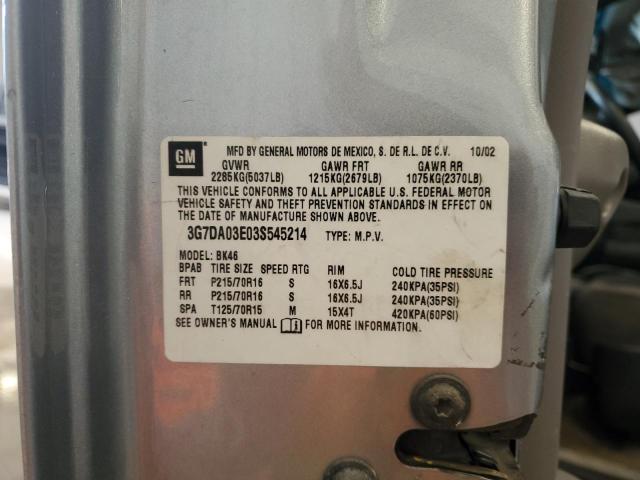 GM MFD BY GENERAL MOTORS DE MEXICO, S. DE R.L. DE C.V. 10/02
GVWR GAWR FRT GAWR RR
2285KG(5037LB) 1215KG(2679LB) 1075KG(2370LB)
THIS VEHICLE CONFORMS TO ALL APPLICABLE U.S. FEDERAL MOTOR
VEHICLE SAFETY AND THEFT PREVENTION STANDARDS IN EFFECT ON
THE DATE OF MANUFACTURE SHOWN ABOVE.
3G7DA03E03S545214 TYPE: M.P.V.
MODEL: BK46
BPAB TIRE SIZE SPEED RTG RIM COLD TIRE PRESSURE
FRT P215/70R16 S 16X6.5J 240KPA(35PSI)
RR P215/70R16 S 16X6.5J 240KPA(35PSI)
SPA T125/70R15 M 15X4T 420KPA(60PSI)
SEE OWNER'S MANUAL FOR MORE INFORMATION.